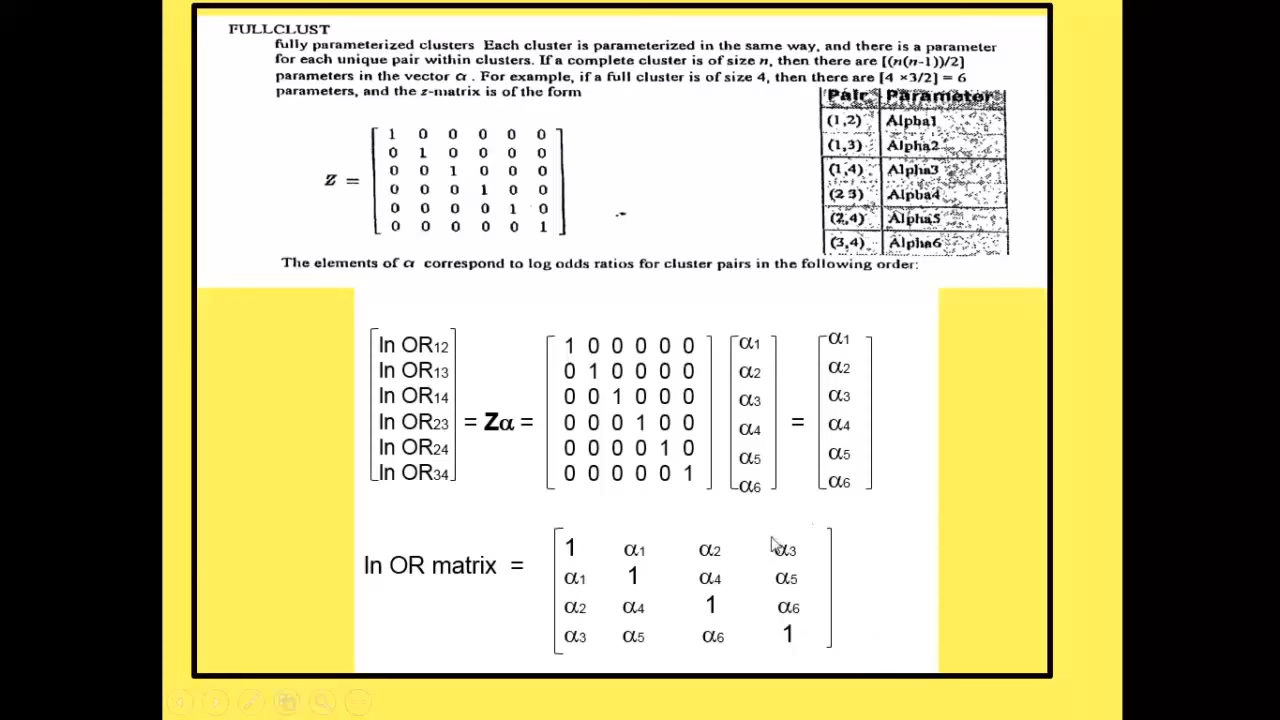 FULLCLUST
fully parameterized clusters Each cluster is parameterized in the same way, and there is a parameter
for each unique pair within clusters. If a complete cluster is of size n, then there are [(n(n-1))/2]
parameters in the vector α . For example, if a full cluster is of size 4, then there are [4 ×3/2] = 6
parameters, and the z-matrix is of the form
Pair Parameter
(1,2) Alpha1
(1,3) Alpha2
(1,4) Alpha3
(2 3) Alpha4
(2,4) Alpha5
(3,4) Alpha6
1 0 0 0 0 0
0 1 0 0 0 0
0 0 1 0 0 0
z =
0 0 0 1 0 0
0 0 0 0 1 0
0 0 0 0 0 1
The elements of α correspond to log odds ratios for cluster pairs in the following order:
ln OR12 1 0 0 0 0 0 α1 α1
ln OR13 0 1 0 0 0 0 α2 α2
ln OR14 0 0 1 0 0 0 α3 α3
ln OR23 = Zα = 0 0 0 1 0 0 α4 = α4
ln OR24 0 0 0 0 1 0 α5 α5
ln OR34 0 0 0 0 0 1 α6 α6
1 α1 α2 α3
ln OR matrix = α1 1 α4 α5
α2 α4 1 α6
α3 α5 α6 1